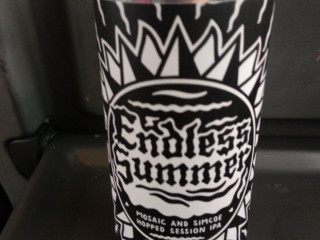 Endless
Summer
MOSAIC AND SIMCOE
HOPPED SESSION IPA